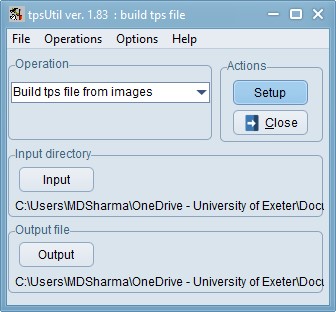 tpsUtil ver. 1.83 : build tps file
File Operations Options Help
Operation
Build tps file from images
Actions
Setup
Close
Input directory
Input
C:\Users\MDSharma\OneDrive - University of Exeter\Docu
Output file
Output
C:\Users\MDSharma\OneDrive - University of Exeter\Docu